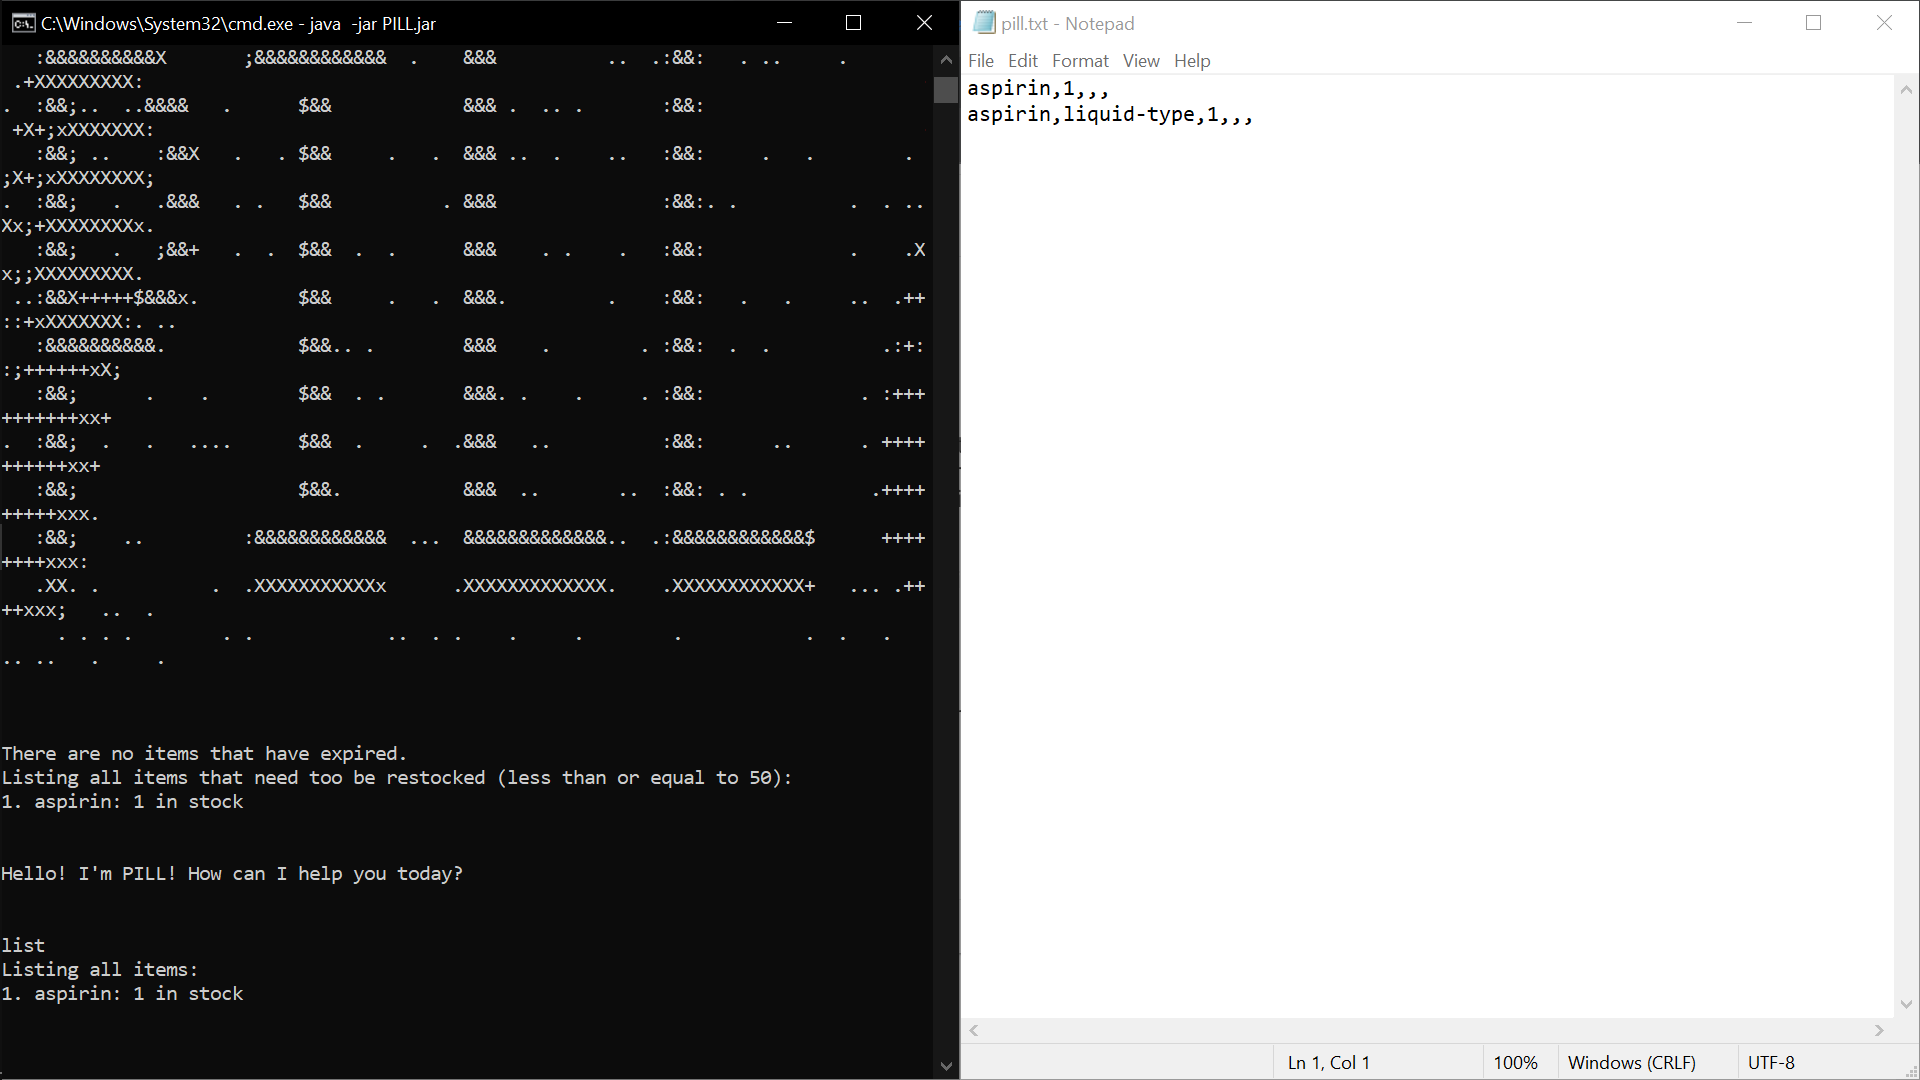 C:\Windows\System32\cmd.exe - java  -jar PILL.jar
   :&&&&&&&&&&X       ;&&&&&&&&&&&&  .    &&&          ..  .:&&:   . ..     .
 .+XXXXXXXXX:
.  :&&;..  ..&&&&   .      $&&            &&& .  .. .       :&&:
 +X+;xXXXXXXX:
   :&&; ..    :&&X   .   . $&&     .   .  &&& ..  .    ..   :&&:     .   .        .
;X+;xXXXXXXXX;
.  :&&;   .   .&&&   . .   $&&          . &&&               :&&:. .          .  . ..
Xx;+XXXXXXXXx.
   :&&;   .   ;&&+   .  .  $&&  .  .      &&&    . .    .   :&&:             .    .X
x;;XXXXXXXXX.
 ..:&&X+++++$&&&x.         $&&     .   .  &&&.         .    :&&:   .   .     ..  .++
::+xXXXXXXX:. ..
   :&&&&&&&&&&.            $&&.. .        &&&    .        . :&&:  .  .          .:+:
:;++++++xX;
   :&&;      .    .        $&&  . .       &&&. .    .     . :&&:              . :+++
+++++++xx+
.  :&&;  .   .   ....      $&&  .     .  .&&&   ..          :&&:      ..      . ++++
++++++xx+
   :&&;                    $&&.           &&&  ..       ..  :&&: . .           .++++
+++++xxx.
   :&&;    ..         :&&&&&&&&&&&&  ...  &&&&&&&&&&&&&..  .:&&&&&&&&&&&&$      ++++
++++xxx:
   .XX. .          .  .XXXXXXXXXXXx      .XXXXXXXXXXXXX.    .XXXXXXXXXXXX+   ... .++
++xxx;   ..  .
     . . . .        . .            ..  . .    .     .        .           .  .   .
.. ..   .     .
There are no items that have expired.
Listing all items that need too be restocked (less than or equal to 50):
1. aspirin: 1 in stock
Hello! I'm PILL! How can I help you today?
list
Listing all items:
1. aspirin: 1 in stock
pill.txt - Notepad
File Edit Format View Help
aspirin,1,,,
aspirin,liquid-type,1,,,
Ln 1, Col 1 100% Windows (CRLF) UTF-8